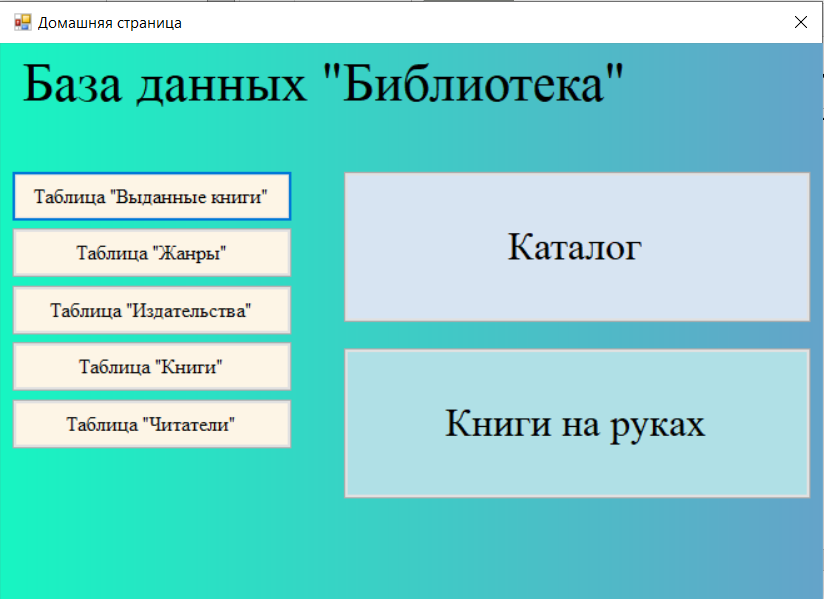 Домашняя страница
База данных "Библиотека"
Таблица "Выданные книги"
Таблица "Жанры"
Таблица "Издательства"
Таблица "Книги"
Таблица "Читатели"
Каталог
Книги на руках